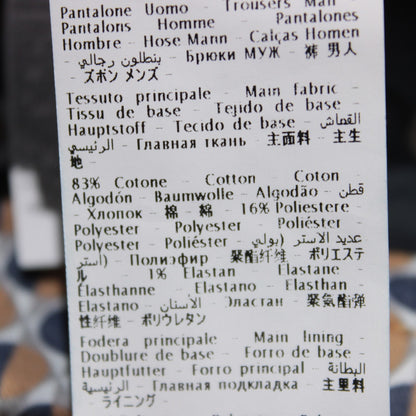 Pantalone Uomo - Trousers Man -
Pantalons Homme - Pantalones
Hombre - Hose Mann - Calças Homen
- بنطلون رجالي - Брюки МУЖ - 裤 男人
- ズボン メンズ -
Tessuto principale - Main fabric -
Tissu de base - Tejido de base -
Hauptstoff - Tecido de base - القماش
الرئيسي - Главная ткань - 主面料 - 主生
地 -
83% Cotone - Cotton - Coton -
Algodón - Baumwolle - Algodão - قطن
- Хлопок - 棉 - 綿 - 16% Poliestere -
Polyester - Polyester - Poliéster -
Polyester - Poliéster - عديد الاستر (بولي
أستر) - Полиэфир - 聚酯纤维 - ポリエステ
ル - 1% Elastan - Elastane -
Élasthanne - Elastano - Elasthan -
Elastano - الأستان - Эластан - 聚氨酯弹
性纤维 - ポリウレタン
Fodera principale - Main lining -
Doublure de base - Forro de base -
Hauptfutter - Forro principal - البطانة
الرئيسية - Главная подкладка - 主里料
- ライニング -